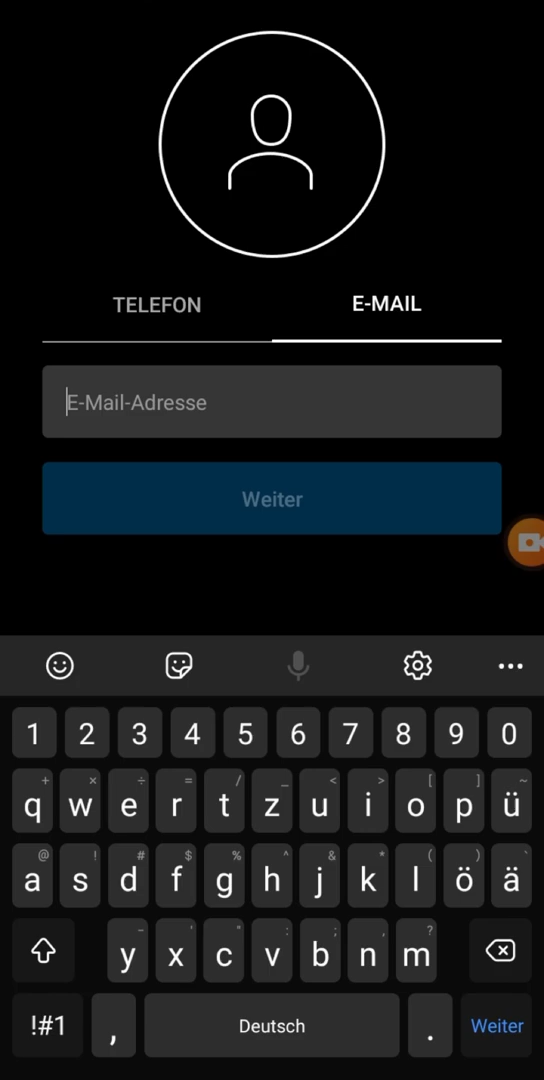 TELEFON E-MAIL
E-Mail-Adresse
Weiter
1 2 3 4 5 6 7 8 9 0
+ × ÷ = / _ < > [ ] ~
q w e r t z u i o p ü
@ ! # $ % ^ & * ( ) `
a s d f g h j k l ö ä
- ' " : ; , ?
y x c v b n m
!#1 , Deutsch . Weiter